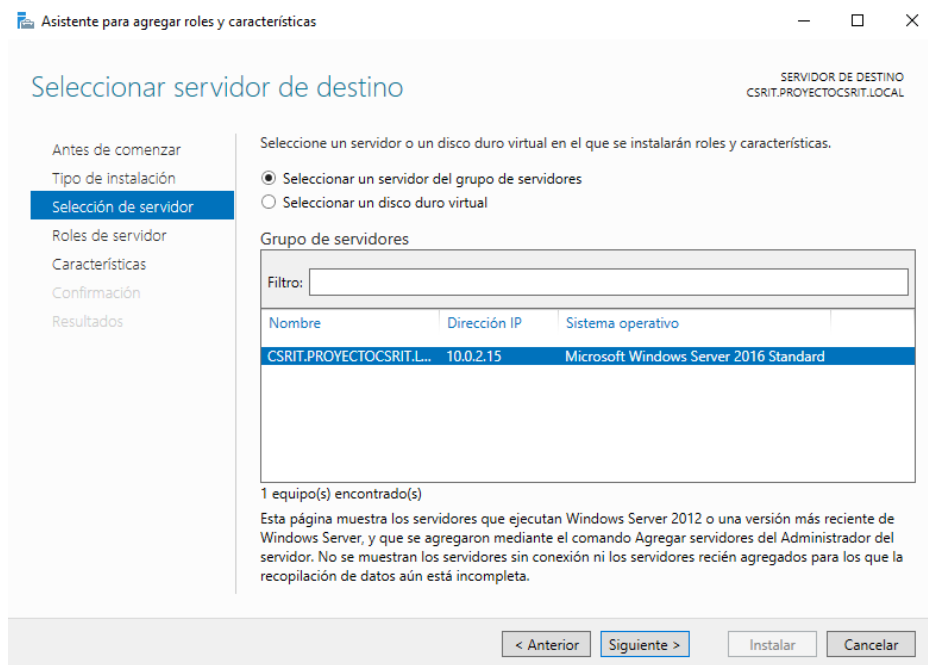 Asistente para agregar roles y características
Seleccionar servidor de destino
SERVIDOR DE DESTINO
CSRIT.PROYECTOCSRIT.LOCAL
Antes de comenzar
Tipo de instalación
Selección de servidor
Roles de servidor
Características
Confirmación
Resultados
Seleccione un servidor o un disco duro virtual en el que se instalarán roles y características.
Seleccionar un servidor del grupo de servidores
Seleccionar un disco duro virtual
Grupo de servidores
Filtro:
Nombre Dirección IP Sistema operativo
CSRIT.PROYECTOCSRIT.L... 10.0.2.15 Microsoft Windows Server 2016 Standard
1 equipo(s) encontrado(s)
Esta página muestra los servidores que ejecutan Windows Server 2012 o una versión más reciente de
Windows Server, y que se agregaron mediante el comando Agregar servidores del Administrador del
servidor. No se muestran los servidores sin conexión ni los servidores recién agregados para los que la
recopilación de datos aún está incompleta.
< Anterior Siguiente > Instalar Cancelar